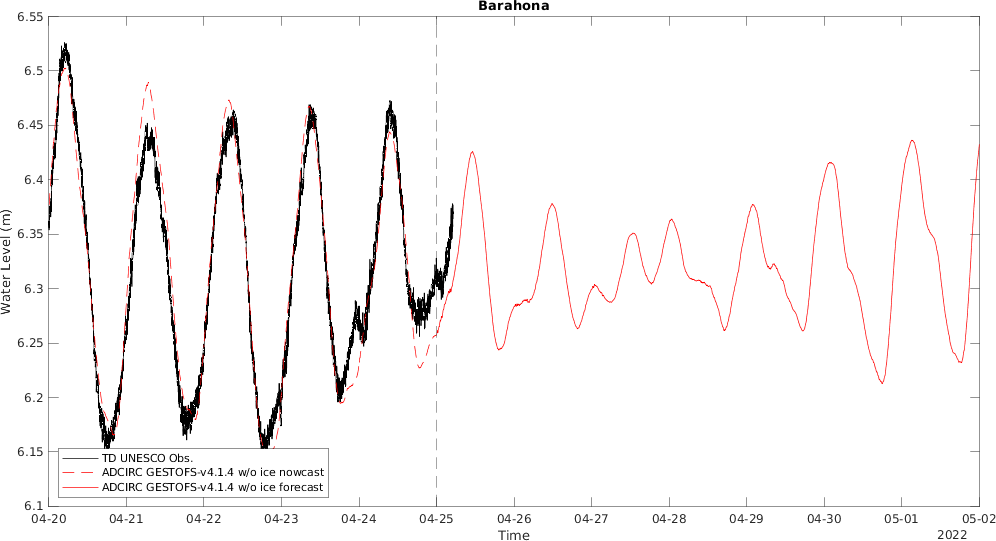 Barahona
6.55
6.5
6.45
6.4
6.35
6.3
6.25
6.2
6.15
6.1
Water Level (m)
TD UNESCO Obs.
ADCIRC GESTOFS-v4.1.4 w/o ice nowcast
ADCIRC GESTOFS-v4.1.4 w/o ice forecast
04-20 04-21 04-22 04-23 04-24 04-25 04-26 04-27 04-28 04-29 04-30 05-01 05-02
Time
2022